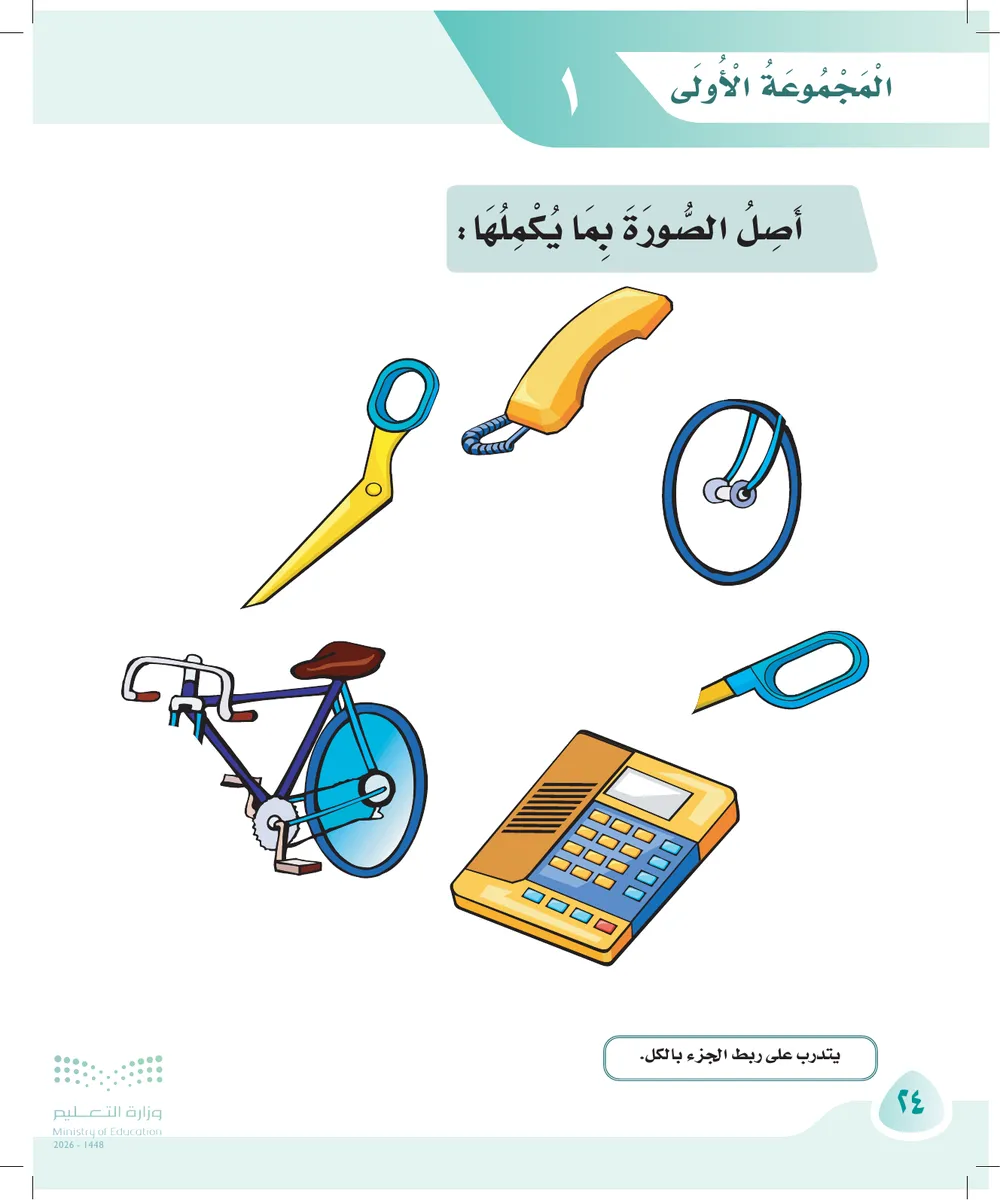 الْمَجْمُوعَةُ الْأُولَى
١
أَصِلُ الصُّورَةَ بِمَا يُكْمِلُهَا :
يتدرب على ربط الجزء بالكل.
٢٤
وزارة التعـــليم
Ministry of Education
2026 - 1448